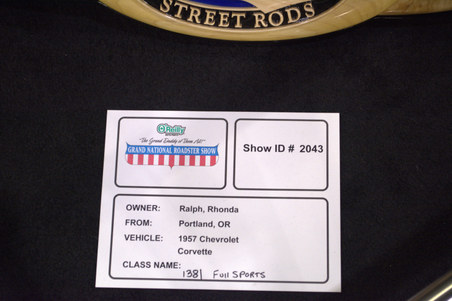 STREET RODS
O'Reilly
"The Grand Daddy of Them All!"
GRAND NATIONAL ROADSTER SHOW
Show ID # 2043
OWNER: Ralph, Rhonda
FROM: Portland, OR
VEHICLE: 1957 Chevrolet
Corvette
CLASS NAME:
1381 Full SPORTS